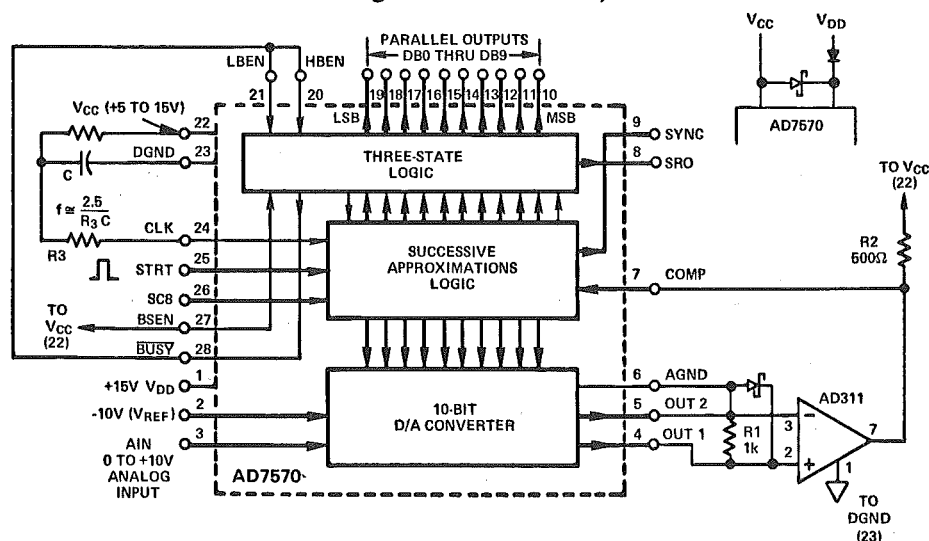 PARALLEL OUTPUTS
DB0 THRU DB9
LBEN
HBEN
VCC
VDD
AD7570
21
20
19 18 17 16 15 14 13 12 11 10
LSB
MSB
VCC (+5 TO 15V)
22
DGND
23
C
f ≃ 2.5
R3 C
CLK
24
R3
STRT
25
SC8
26
TO
VCC
(22)
BSEN
27
BUSY
28
1
+15V VDD
2
-10V (VREF)
3
AIN
0 TO +10V
ANALOG
INPUT
THREE-STATE
LOGIC
SUCCESSIVE
APPROXIMATIONS
LOGIC
10-BIT
D/A CONVERTER
AD7570
9
SYNC
8
SRO
7
COMP
6
AGND
5
OUT 2
4
OUT 1
TO VCC
(22)
R2
500Ω
R1
1k
AD311
3
2
7
1
TO
DGND
(23)